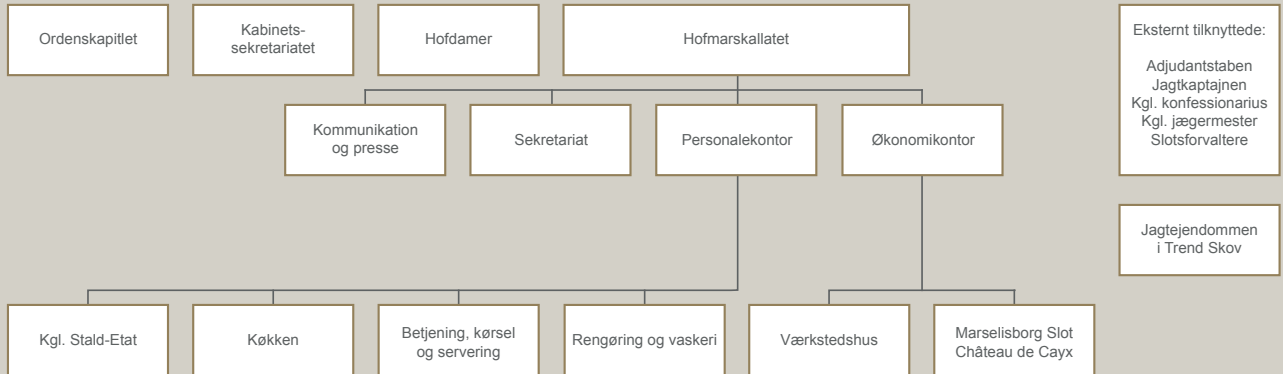 Ordenskapitlet
Kabinets-
sekretariatet
Hofdamer
Hofmarskallatet
Eksternt tilknyttede:
Adjudantstaben
Jagtkaptajnen
Kgl. konfessionarius
Kgl. jægermester
Slotsforvaltere
Kommunikation
og presse
Sekretariat
Personalekontor
Økonomikontor
Jagtejendommen
i Trend Skov
Kgl. Stald-Etat
Køkken
Betjening, kørsel
og servering
Rengøring og vaskeri
Værkstedshus
Marselisborg Slot
Château de Cayx